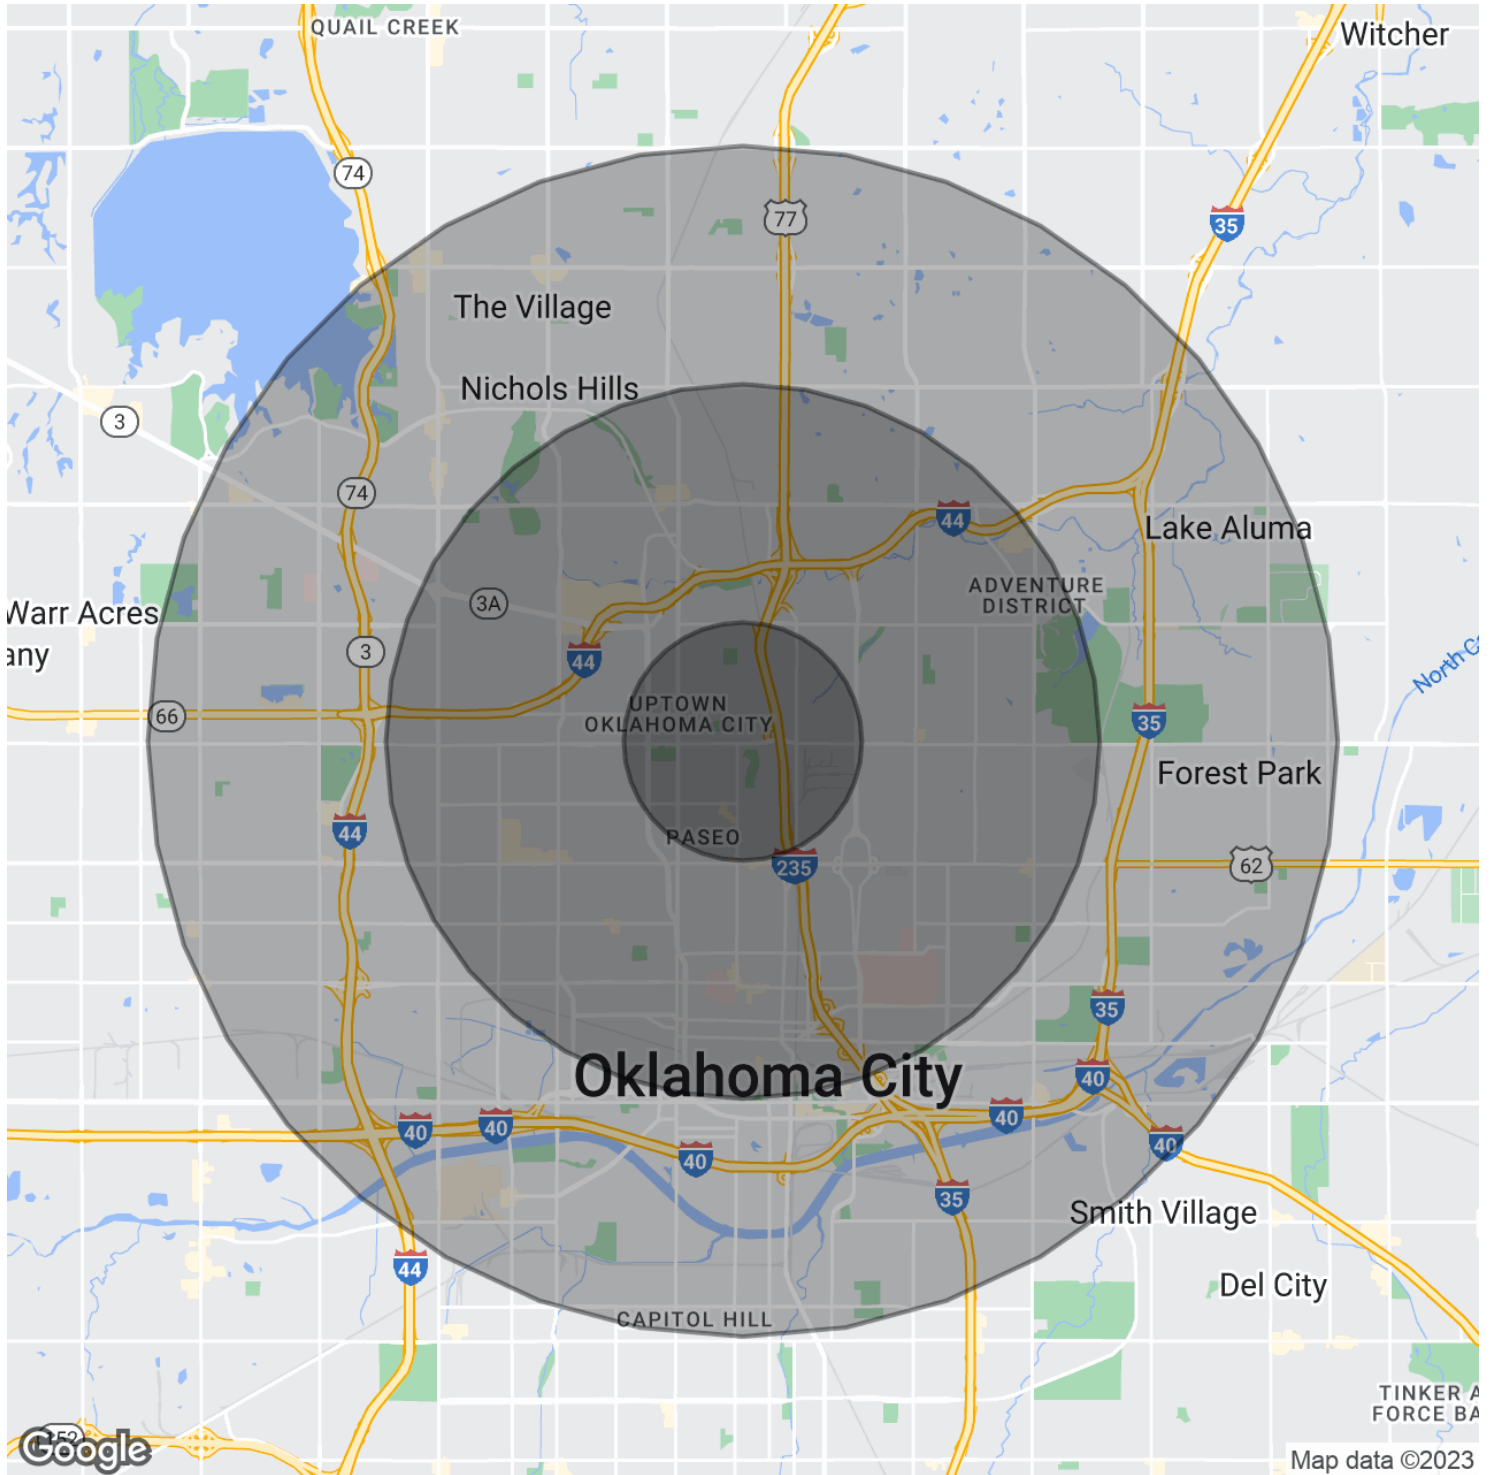 QUAIL CREEK
Witcher
74
77
35
The Village
Nichols Hills
3
74
44
Lake Aluma
ADVENTURE
DISTRICT
3A
Warr Acres
any
3
44
North C
UPTOWN
OKLAHOMA CITY
66
35
Forest Park
44
PASEO
235
62
35
Oklahoma City
40
40
40
40
40
40
35
Smith Village
44
Del City
CAPITOL HILL
TINKER A
FORCE BA
152
Google
Map data ©2023